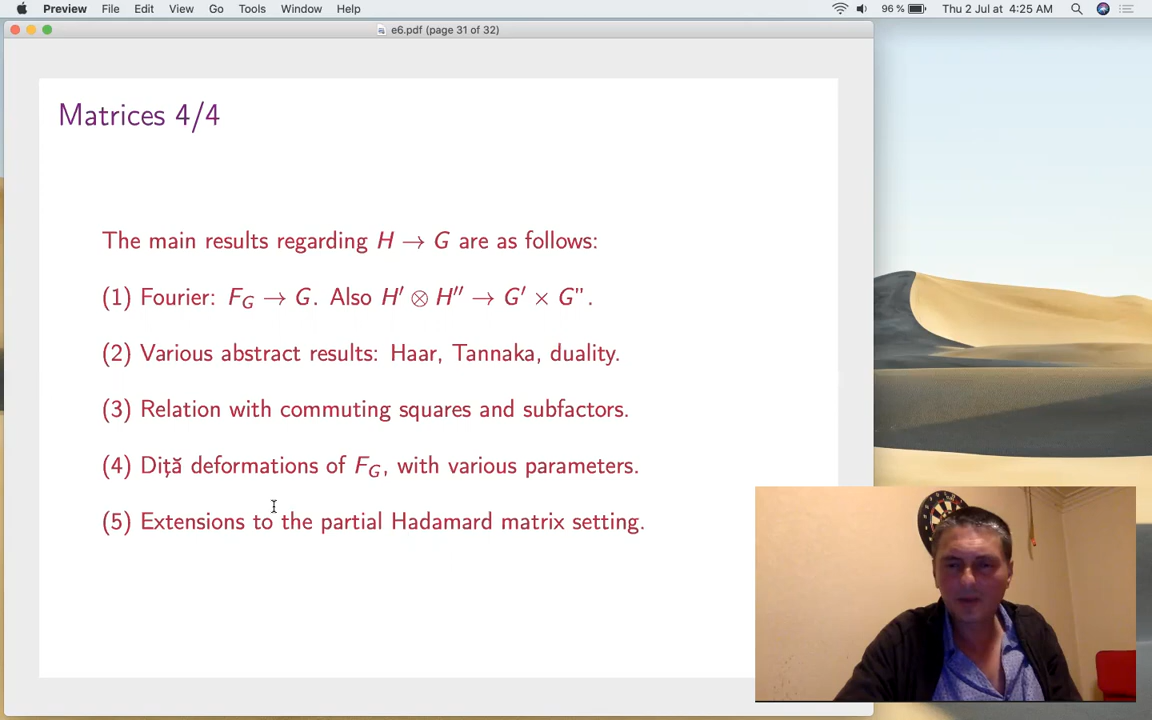 Preview File Edit View Go Tools Window Help 96 % Thu 2 Jul at 4:25 AM
e6.pdf (page 31 of 32)
Matrices 4/4
The main results regarding H → G are as follows:
(1) Fourier: F_G → G. Also H′ ⊗ H″ → G′ × G”.
(2) Various abstract results: Haar, Tannaka, duality.
(3) Relation with commuting squares and subfactors.
(4) Diţă deformations of F_G, with various parameters.
(5) Extensions to the partial Hadamard matrix setting.